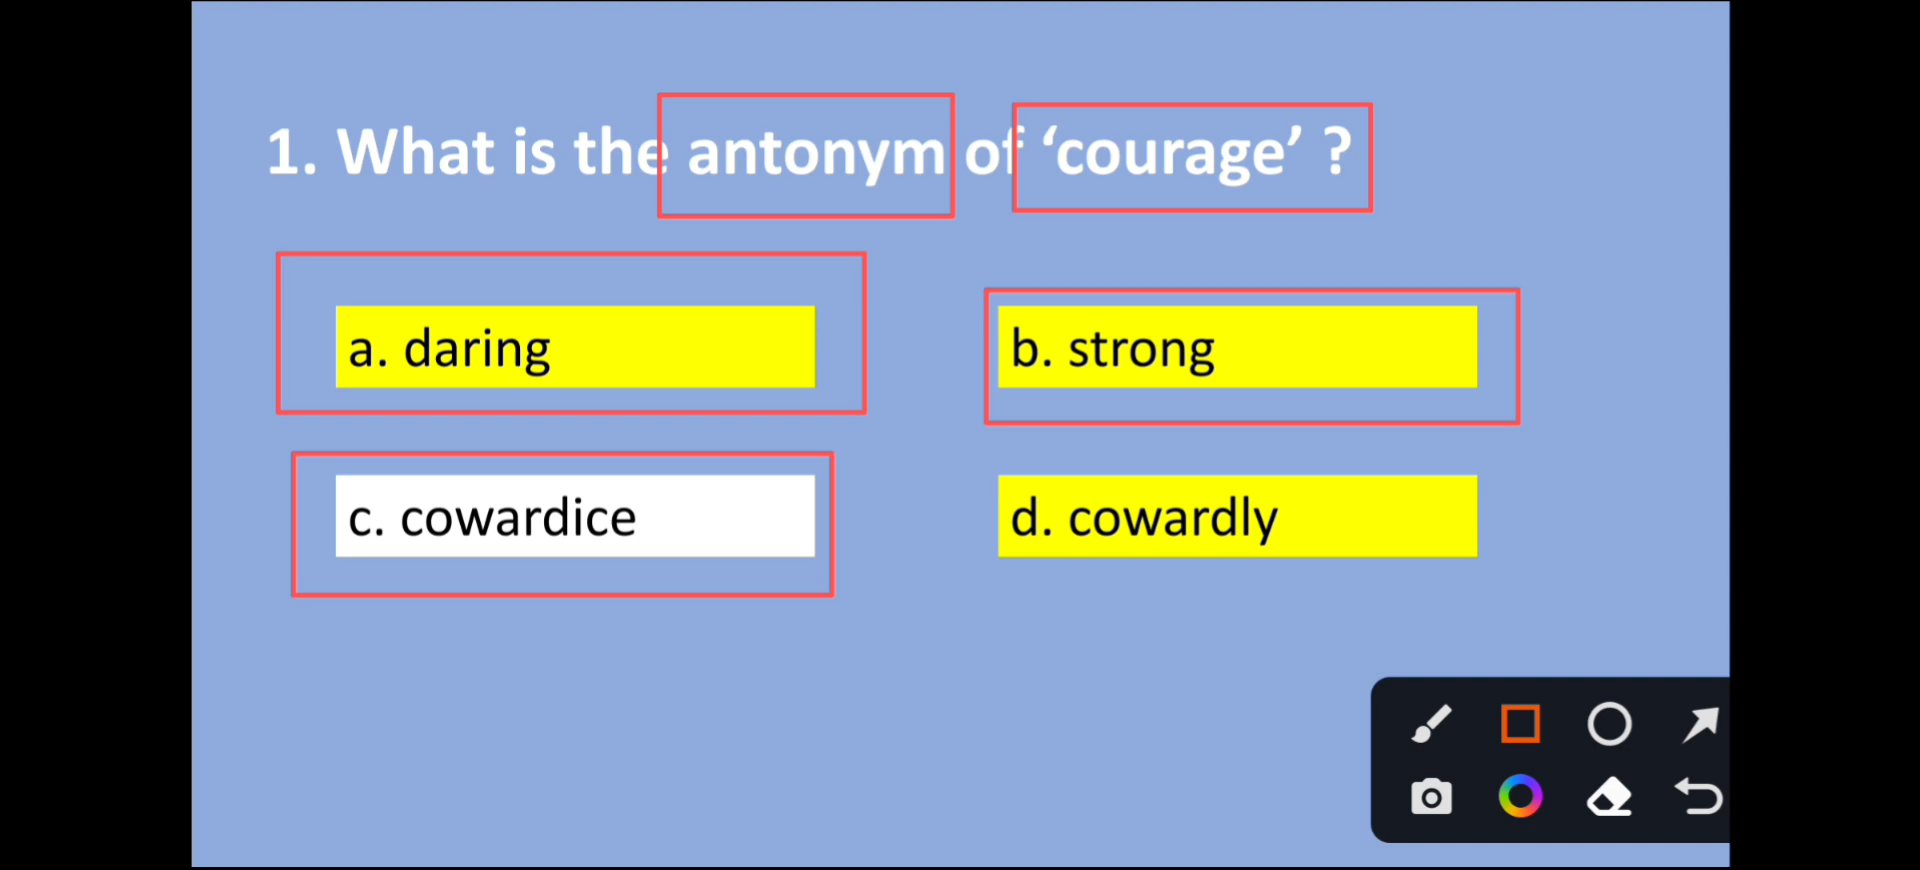 1. What is the antonym of ‘courage’ ?
a. daring
b. strong
c. cowardice
d. cowardly